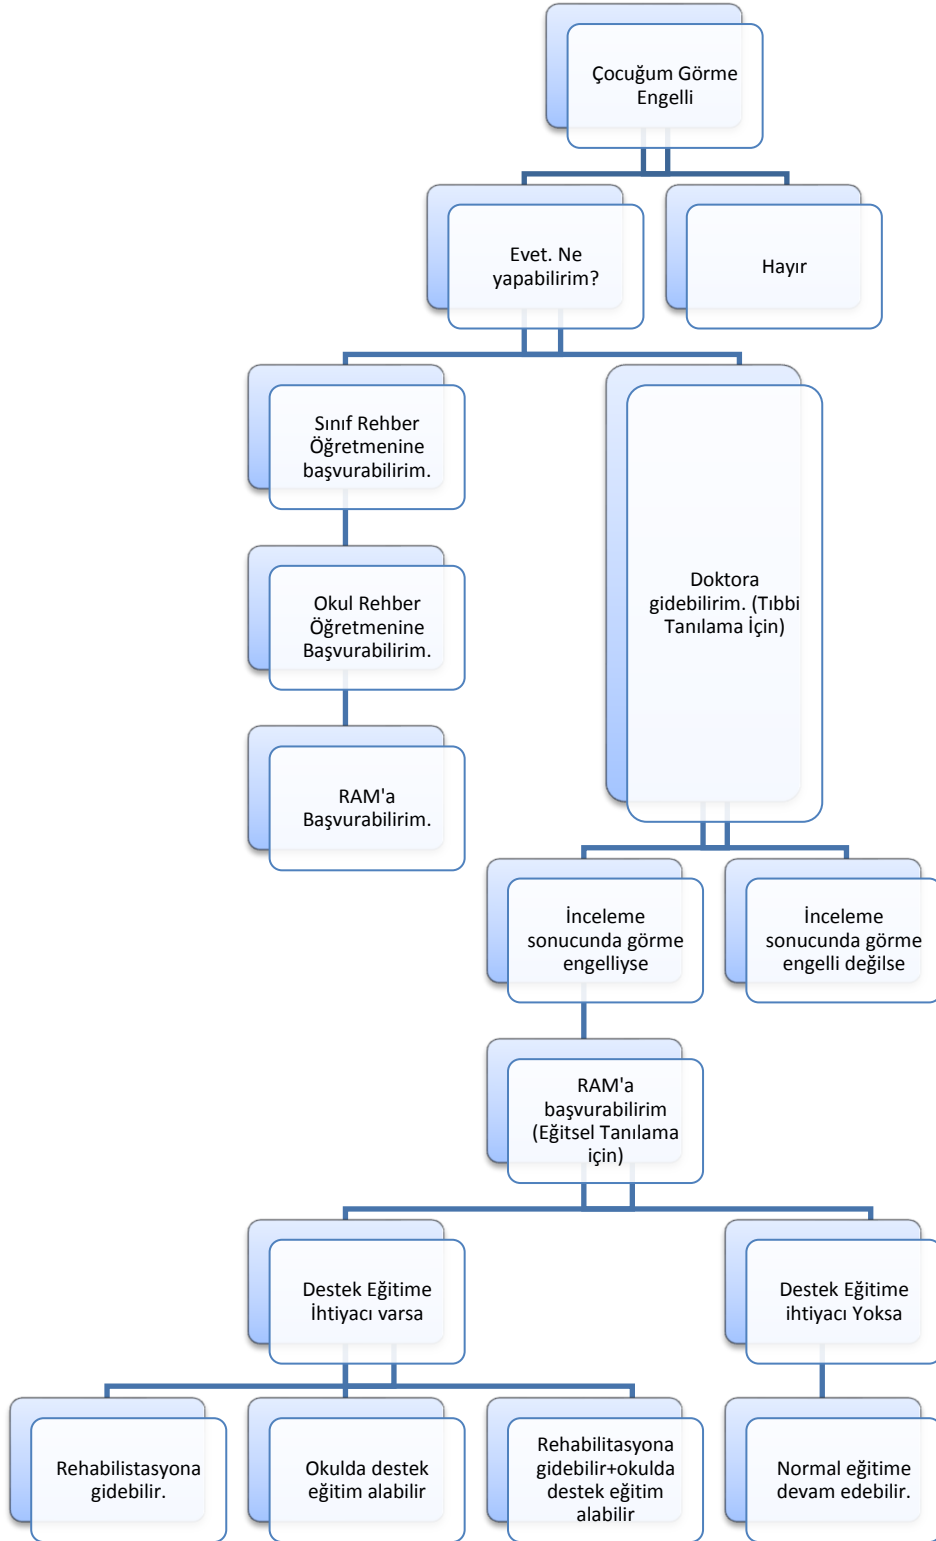 Çocuğum Görme
Engelli
Evet. Ne
yapabilirim?
Hayır
Sınıf Rehber
Öğretmenine
başvurabilirim.
Okul Rehber
Öğretmenine
Başvurabilirim.
RAM'a
Başvurabilirim.
Doktora
gidebilirim. (Tıbbi
Tanılama İçin)
İnceleme
sonucunda görme
engelliyse
İnceleme
sonucunda görme
engelli değilse
RAM'a
başvurabilirim
(Eğitsel Tanılama
için)
Destek Eğitime
İhtiyacı varsa
Destek Eğitime
ihtiyacı Yoksa
Rehabilistasyona
gidebilir.
Okulda destek
eğitim alabilir
Rehabilitasyona
gidebilir+okulda
destek eğitim
alabilir
Normal eğitime
devam edebilir.